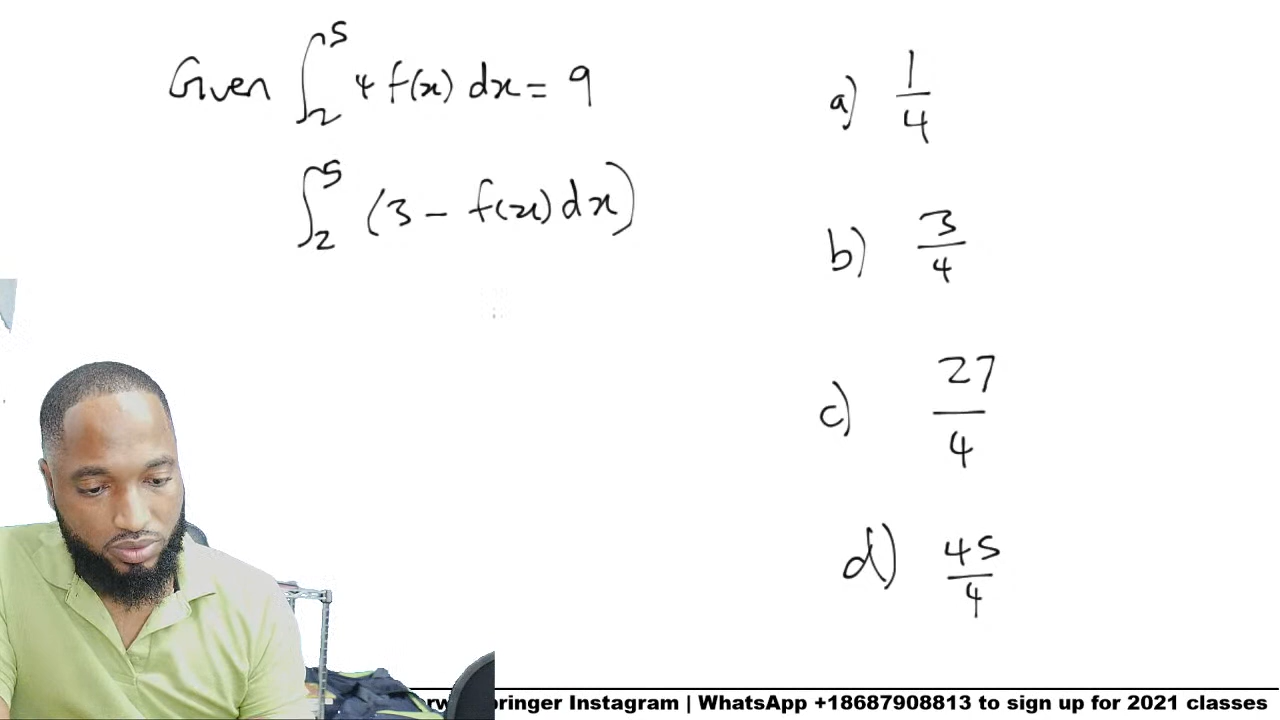 Given ∫₂⁵ 4 f(x) dx = 9
∫₂⁵ (3 − f(x) dx)
a) 1/4
b) 3/4
c) 27/4
d) 45/4
pringer Instagram | WhatsApp +18687908813 to sign up for 2021 classes